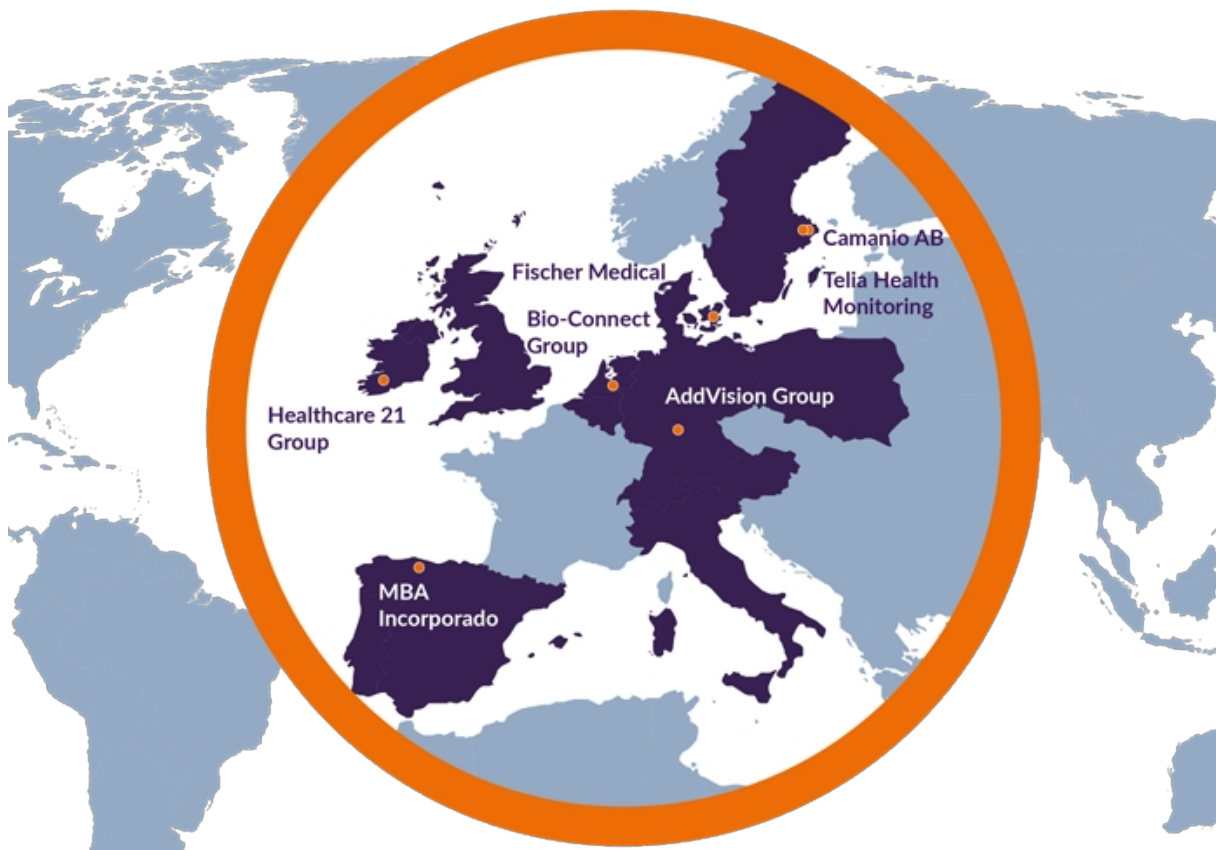 Camanio AB
Fischer Medical
Telia Health
Monitoring
Bio-Connect
Group
AddVision Group
Healthcare 21
Group
MBA
Incorporado